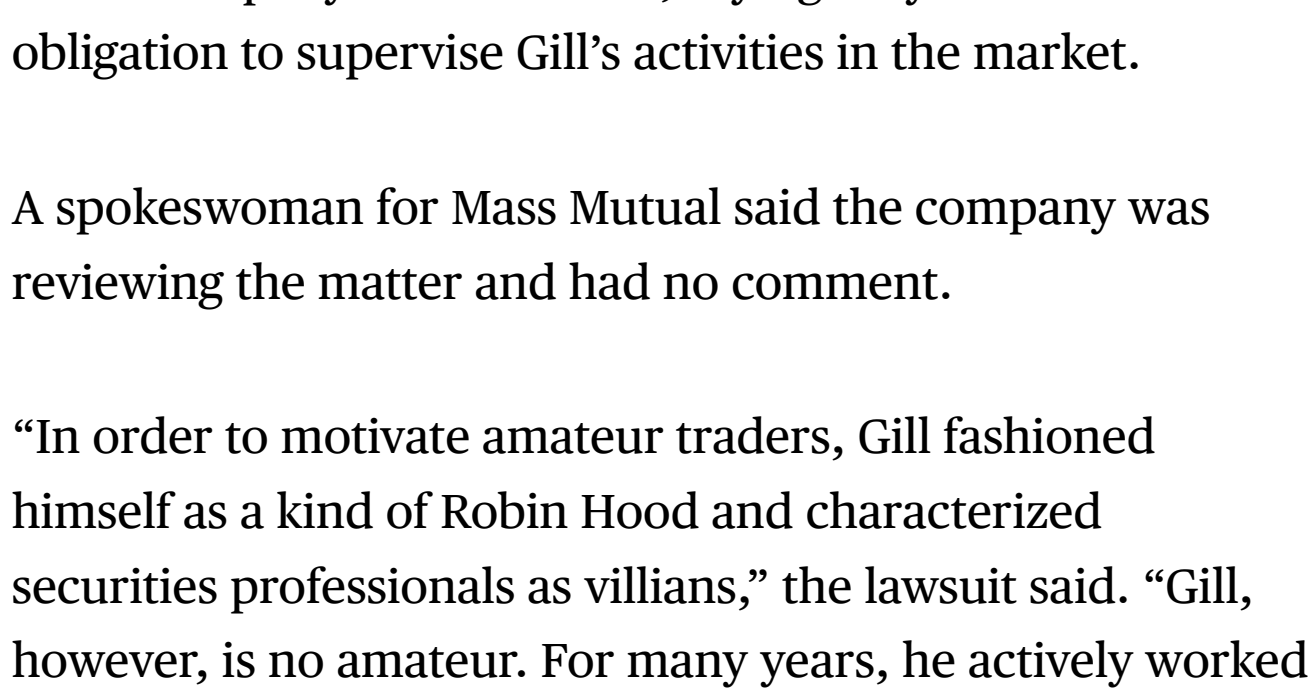 obligation to supervise Gill’s activities in the market.
A spokeswoman for Mass Mutual said the company was
reviewing the matter and had no comment.
“In order to motivate amateur traders, Gill fashioned
himself as a kind of Robin Hood and characterized
securities professionals as villians,” the lawsuit said. “Gill,
however, is no amateur. For many years, he actively worked